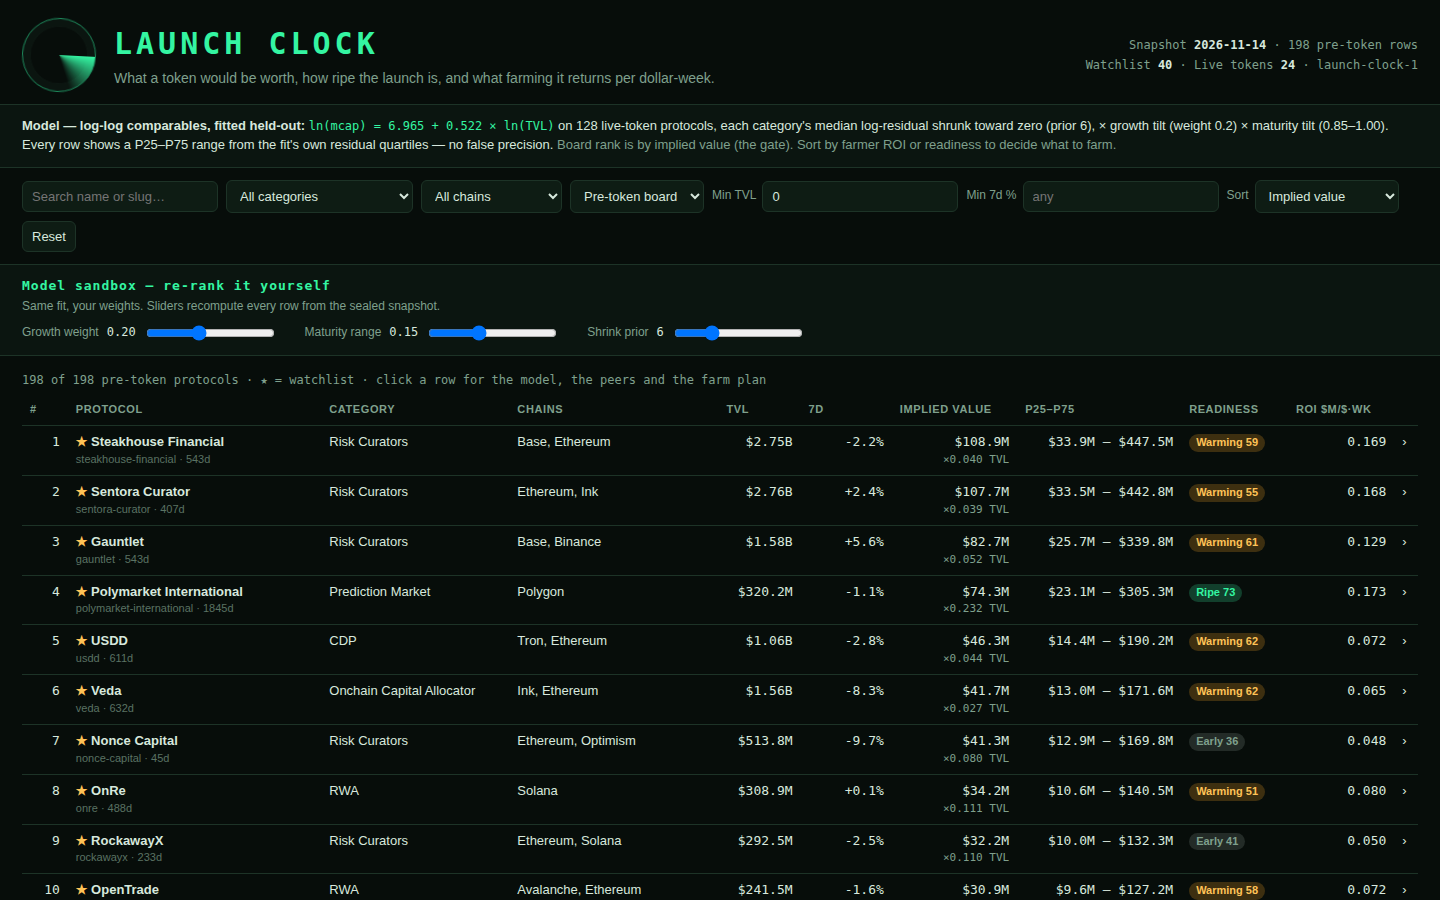 LAUNCH CLOCK
What a token would be worth, how ripe the launch is, and what farming it returns per dollar-week.
Snapshot 2026-11-14 · 198 pre-token rows
Watchlist 40 · Live tokens 24 · launch-clock-1
Model — log-log comparables, fitted held-out: ln(mcap) = 6.965 + 0.522 × ln(TVL) on 128 live-token protocols, each category's median log-residual shrunk toward zero (prior 6), × growth tilt (weight 0.2) × maturity tilt (0.85–1.00).
Every row shows a P25–P75 range from the fit's own residual quartiles — no false precision. Board rank is by implied value (the gate). Sort by farmer ROI or readiness to decide what to farm.
Search name or slug… All categories All chains Pre-token board Min TVL 0 Min 7d % any Sort Implied value
Reset
Model sandbox — re-rank it yourself
Same fit, your weights. Sliders recompute every row from the sealed snapshot.
Growth weight 0.20 Maturity range 0.15 Shrink prior 6
198 of 198 pre-token protocols · ★ = watchlist · click a row for the model, the peers and the farm plan
# PROTOCOL CATEGORY CHAINS TVL 7D IMPLIED VALUE P25–P75 READINESS ROI $M/$·WK
1 ★ Steakhouse Financial Risk Curators Base, Ethereum $2.75B -2.2% $108.9M $33.9M – $447.5M Warming 59 0.169 ›
steakhouse-financial · 543d ×0.040 TVL
2 ★ Sentora Curator Risk Curators Ethereum, Ink $2.76B +2.4% $107.7M $33.5M – $442.8M Warming 55 0.168 ›
sentora-curator · 407d ×0.039 TVL
3 ★ Gauntlet Risk Curators Base, Binance $1.58B +5.6% $82.7M $25.7M – $339.8M Warming 61 0.129 ›
gauntlet · 543d ×0.052 TVL
4 ★ Polymarket International Prediction Market Polygon $320.2M -1.1% $74.3M $23.1M – $305.3M Ripe 73 0.173 ›
polymarket-international · 1845d ×0.232 TVL
5 ★ USDD CDP Tron, Ethereum $1.06B -2.8% $46.3M $14.4M – $190.2M Warming 62 0.072 ›
usdd · 611d ×0.044 TVL
6 ★ Veda Onchain Capital Allocator Ink, Ethereum $1.56B -8.3% $41.7M $13.0M – $171.6M Warming 62 0.065 ›
veda · 632d ×0.027 TVL
7 ★ Nonce Capital Risk Curators Ethereum, Optimism $513.8M -9.7% $41.3M $12.9M – $169.8M Early 36 0.048 ›
nonce-capital · 45d ×0.080 TVL
8 ★ OnRe RWA Solana $308.9M +0.1% $34.2M $10.6M – $140.5M Warming 51 0.080 ›
onre · 488d ×0.111 TVL
9 ★ RockawayX Risk Curators Ethereum, Solana $292.5M -2.5% $32.2M $10.0M – $132.3M Early 41 0.050 ›
rockawayx · 233d ×0.110 TVL
10 ★ OpenTrade RWA Avalanche, Ethereum $241.5M -1.6% $30.9M $9.6M – $127.2M Warming 58 0.072 ›